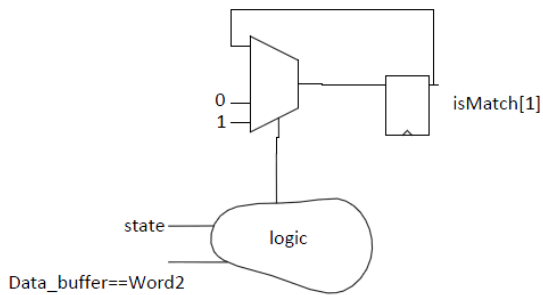 0
1
isMatch[1]
state
logic
Data_buffer==Word2